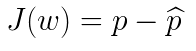 J(w) = p − p̂